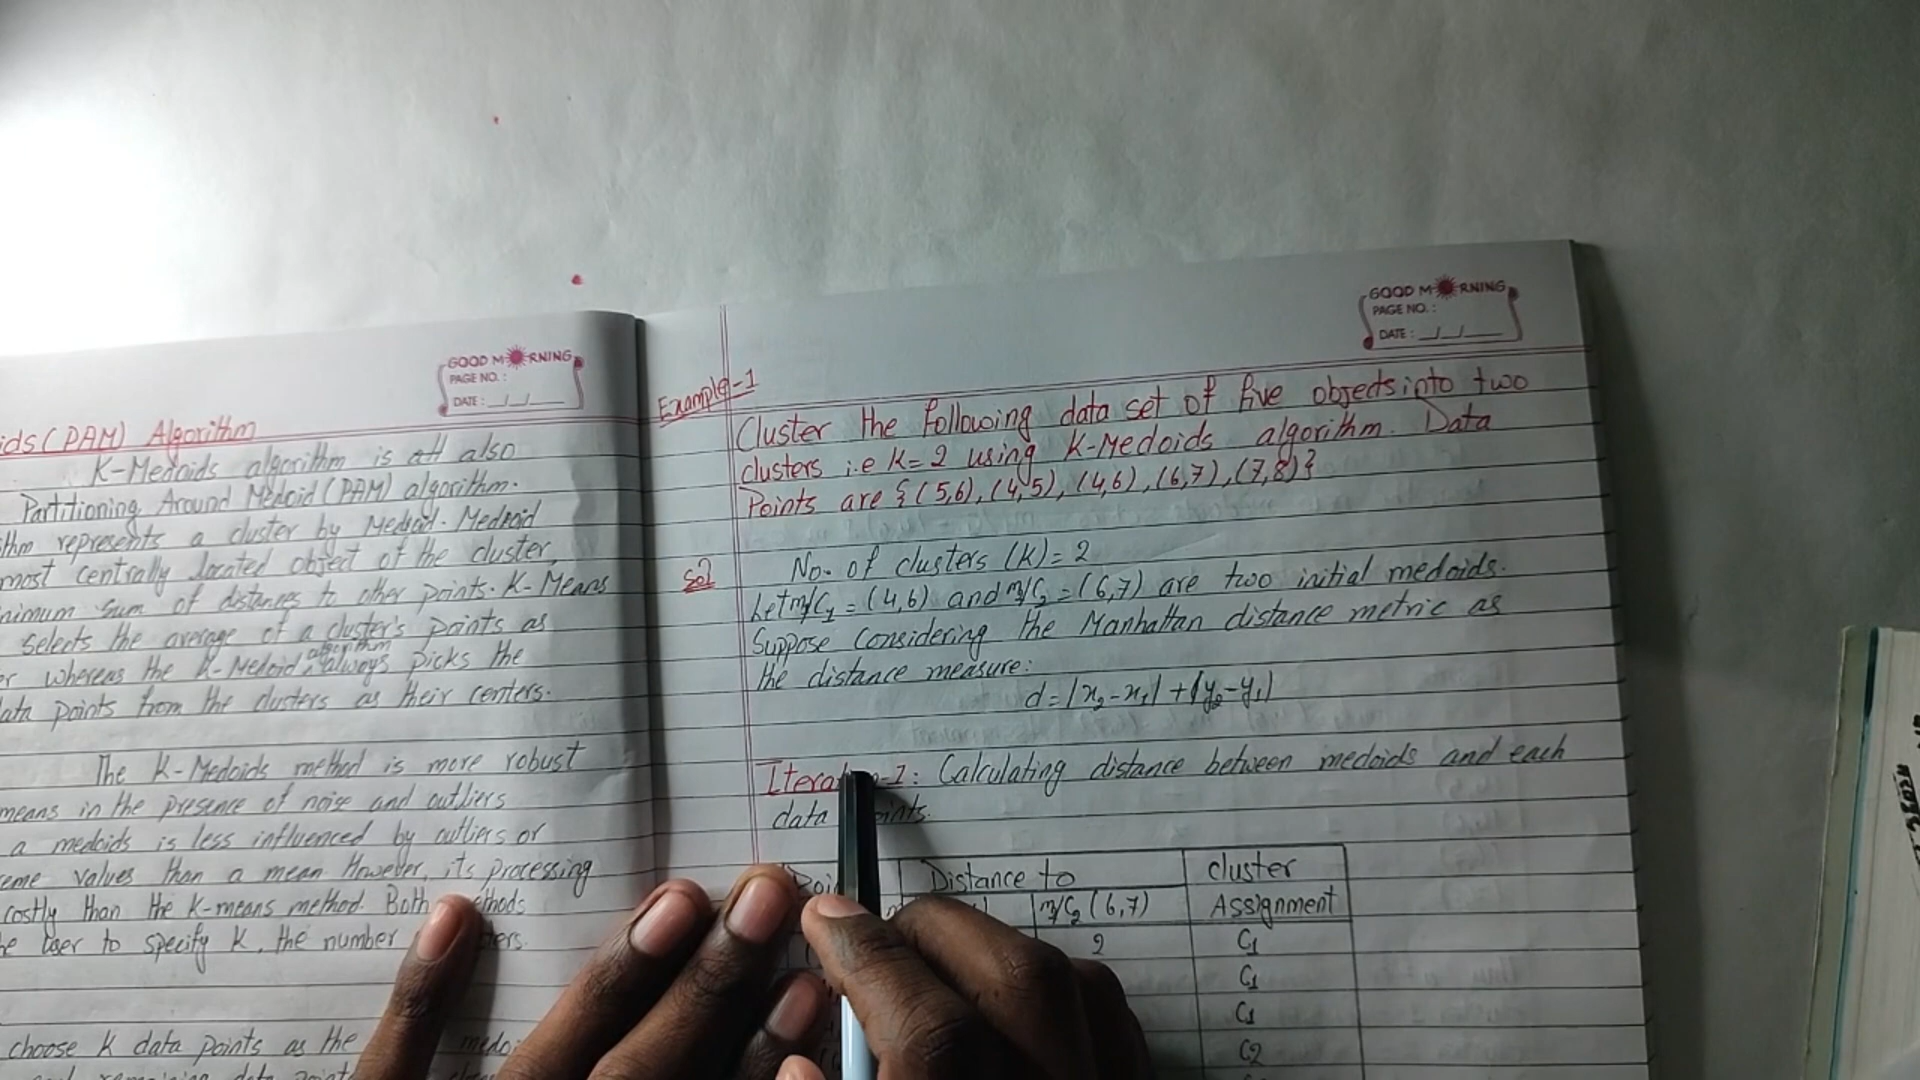 GOOD MORNING
PAGE NO. :
DATE : __/__/____
ids (PAM) Algorithm
K-Medoids algorithm is also
Partitioning Around Medoid (PAM) algorithm.
thm represents a cluster by Medoid. Medoid
most centrally located object of the cluster,
nimum sum of distances to other points. K-Means
selects the average of a cluster's points as
er whereas the K-Medoid algorithm always picks the
ata points from the clusters as their centers.
The K-Medoids method is more robust
means in the presence of noise and outliers
a medoids is less influenced by outliers or
eme values than a mean However, its processing
costly than the K-means method. Both
he user to specify K, the number
choose K data points as the
GOOD MORNING
PAGE NO. :
DATE : __/__/____
Example-1
Cluster the following data set of five objects into two
clusters i.e K=2 using K-Medoids algorithm. Data
Points are {(5,6), (4,5), (4,6), (6,7), (7,8)}
Sol
No. of clusters (K) = 2
Let m/C1 = (4,6) and m/C2 = (6,7) are two initial medoids.
Suppose considering the Manhattan distance metric as
the distance measure:
d = |x2-x1| + |y2-y1|
: Calculating distance between medoids and each
data
Distance to
Cluster
m/C2 (6,7)
Assignment
2
C1
C1
C1
C2